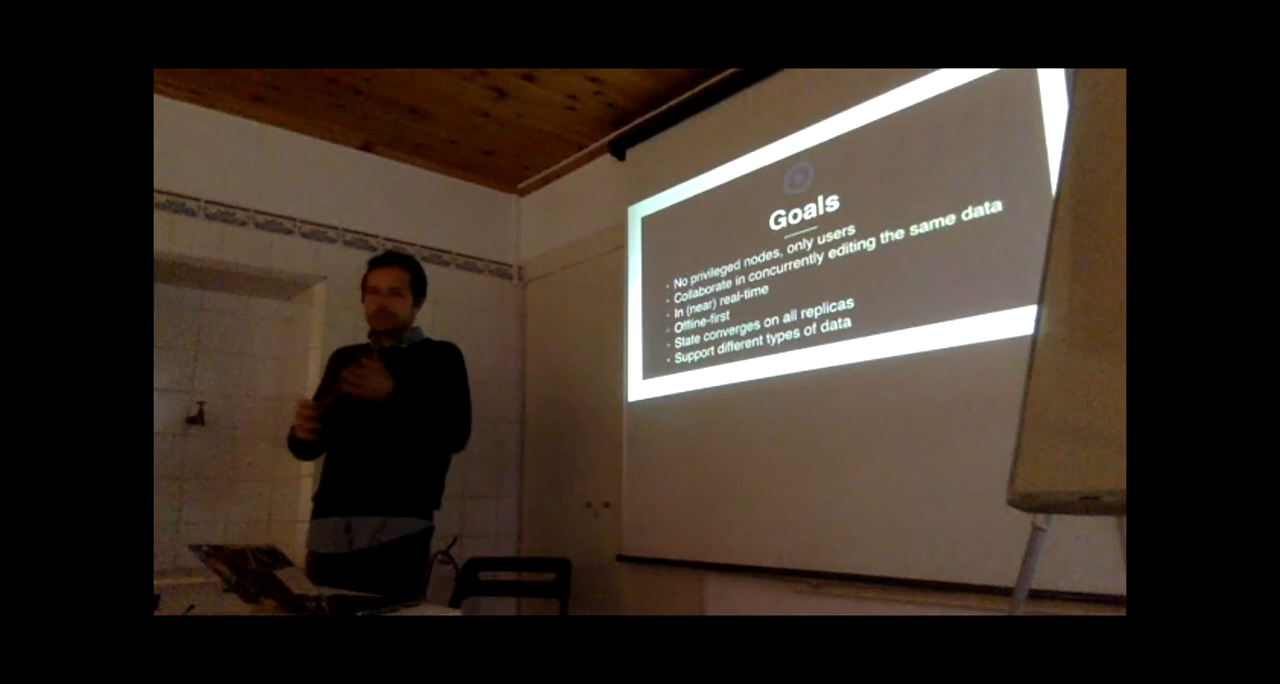 Goals
· No privileged nodes, only users
· Collaborate in concurrently editing the same data
· In (near) real-time
· Offline-first
· State converges on all replicas
· Support different types of data